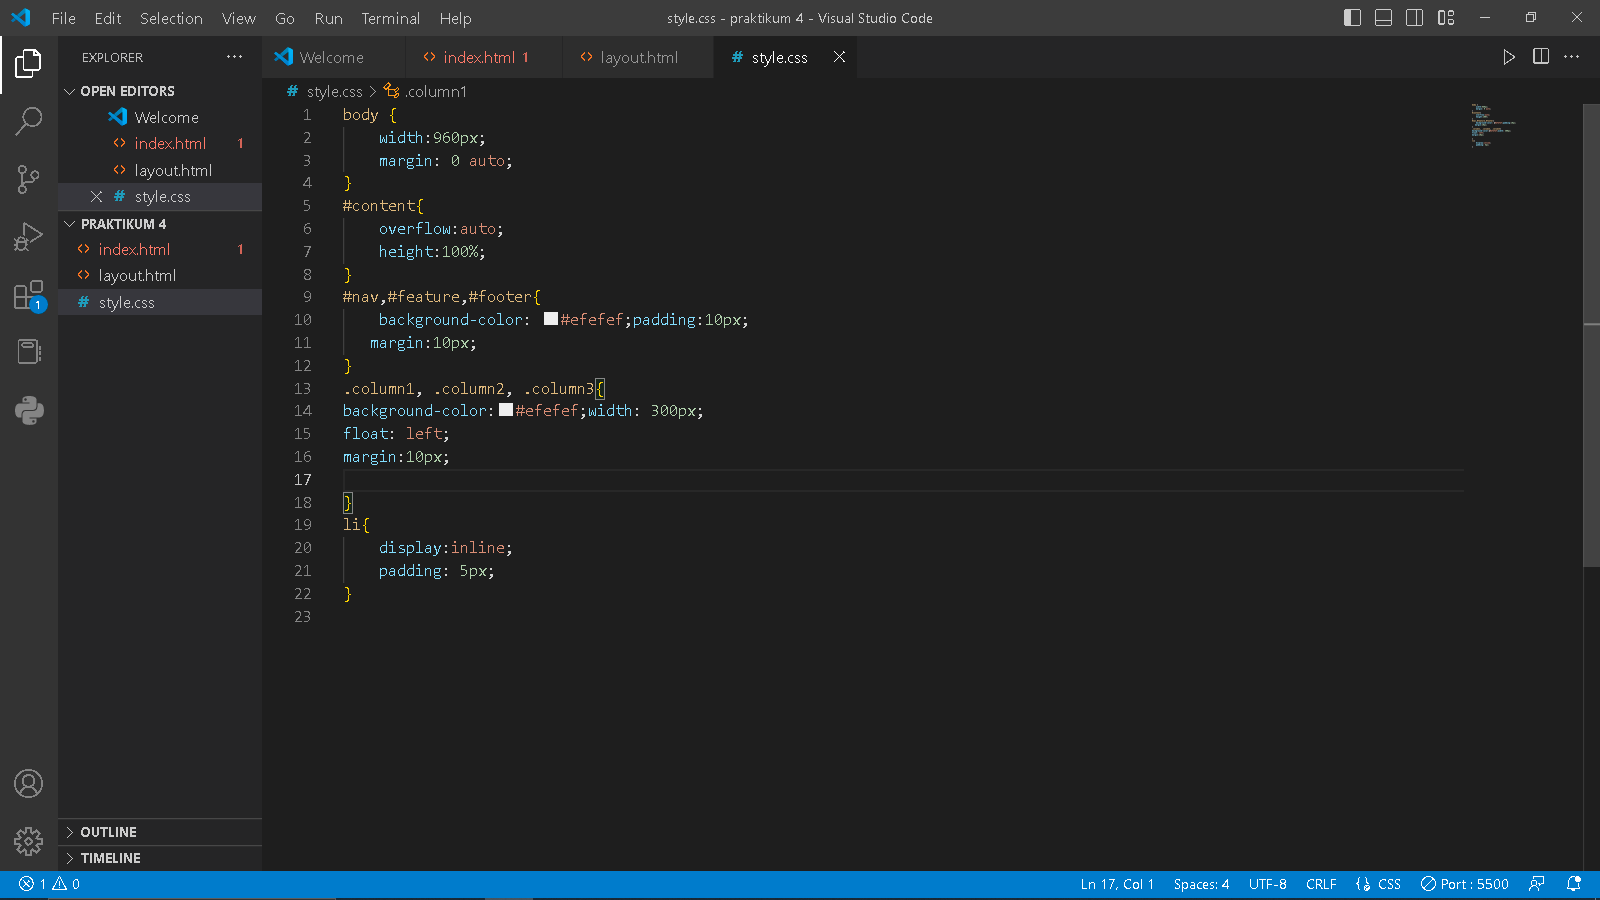 File Edit Selection View Go Run Terminal Help
style.css - praktikum 4 - Visual Studio Code
EXPLORER
OPEN EDITORS
Welcome
index.html 1
layout.html
style.css
PRAKTIKUM 4
index.html 1
layout.html
style.css
OUTLINE
TIMELINE
1
Welcome
index.html 1
layout.html
# style.css
# style.css > .column1
1 body {
2 width:960px;
3 margin: 0 auto;
4 }
5 #content{
6 overflow:auto;
7 height:100%;
8 }
9 #nav,#feature,#footer{
10 background-color: #efefef;padding:10px;
11 margin:10px;
12 }
13 .column1, .column2, .column3{
14 background-color:#efefef;width: 300px;
15 float: left;
16 margin:10px;
17
18 }
19 li{
20 display:inline;
21 padding: 5px;
22 }
23
1 0
Ln 17, Col 1 Spaces: 4 UTF-8 CRLF CSS Port : 5500